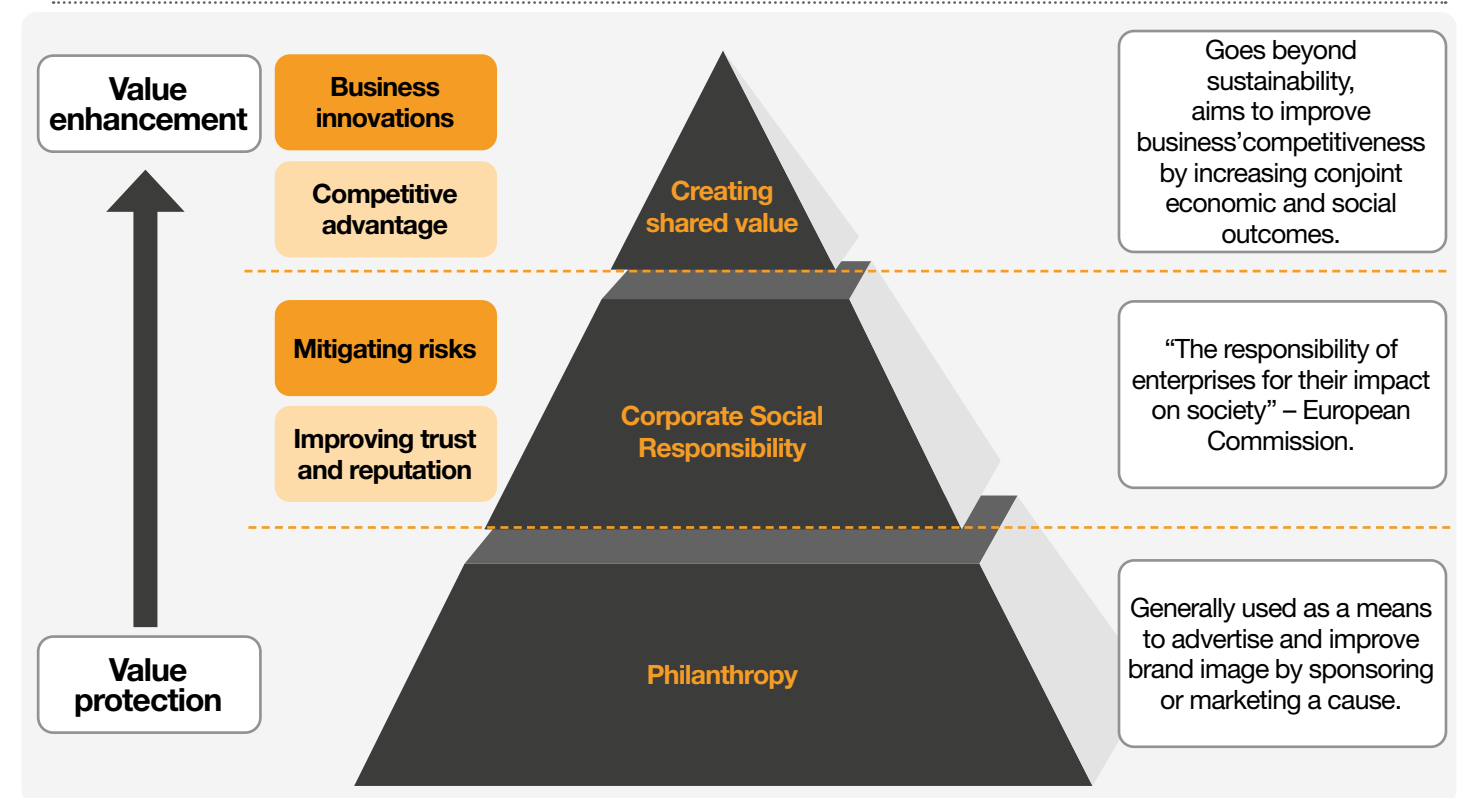 Value
enhancement
Business
innovations
Competitive
advantage
Creating
shared value
Goes beyond
sustainability,
aims to improve
business’competitiveness
by increasing conjoint
economic and social
outcomes.
Mitigating risks
Improving trust
and reputation
Corporate Social
Responsibility
“The responsibility of
enterprises for their impact
on society” – European
Commission.
Value
protection
Philanthropy
Generally used as a means
to advertise and improve
brand image by sponsoring
or marketing a cause.